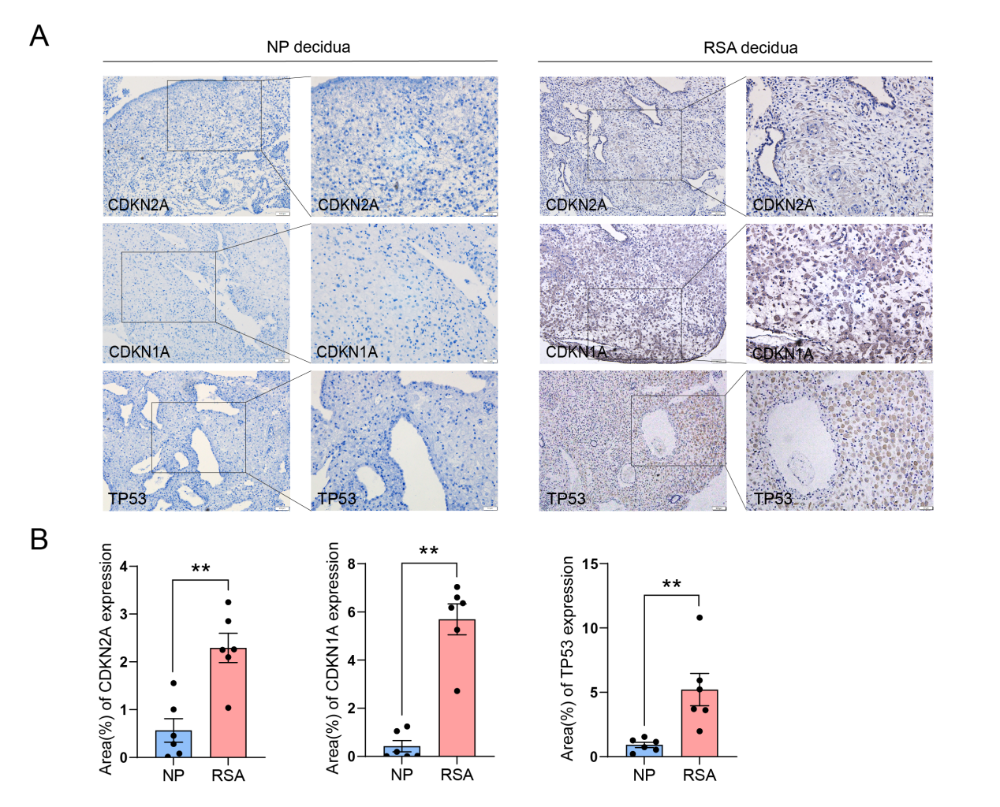 A
NP decidua
RSA decidua
CDKN2A
CDKN2A
CDKN2A
CDKN2A
CDKN1A
CDKN1A
CDKN1A
CDKN1A
TP53
TP53
TP53
TP53
B
Area(%) of CDKN2A expression
4
3
2
1
0
**
NP
RSA
Area(%) of CDKN1A expression
8
6
4
2
0
**
NP
RSA
Area(%) of TP53 expression
15
10
5
0
**
NP
RSA